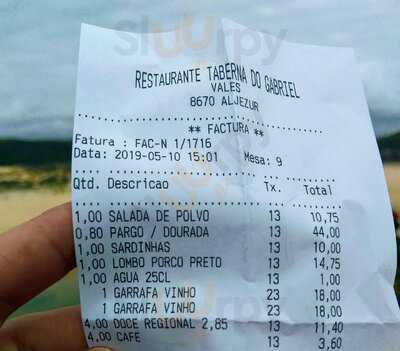 Slurpy
RESTAURANTE TABERNA DO GABRIEL
VALES
8670 ALJEZUR
** FACTURA **
Fatura : FAC-N 1/1716
Data: 2019-05-10 15:01 Mesa: 9
Qtd. Descricao Tx. Total
1,00 SALADA DE POLVO 13 10,75
0,80 PARGO / DOURADA 13 44,00
1,00 SARDINHAS 13 10,00
1,00 LOMBO PORCO PRETO 13 14,75
1,00 AGUA 25CL 13 1,00
1 GARRAFA VINHO 23 18,00
1 GARRAFA VINHO 23 18,00
4,00 DOCE REGIONAL 2,85 13 11,40
4,00 CAFE 13 3,60
Slurpy